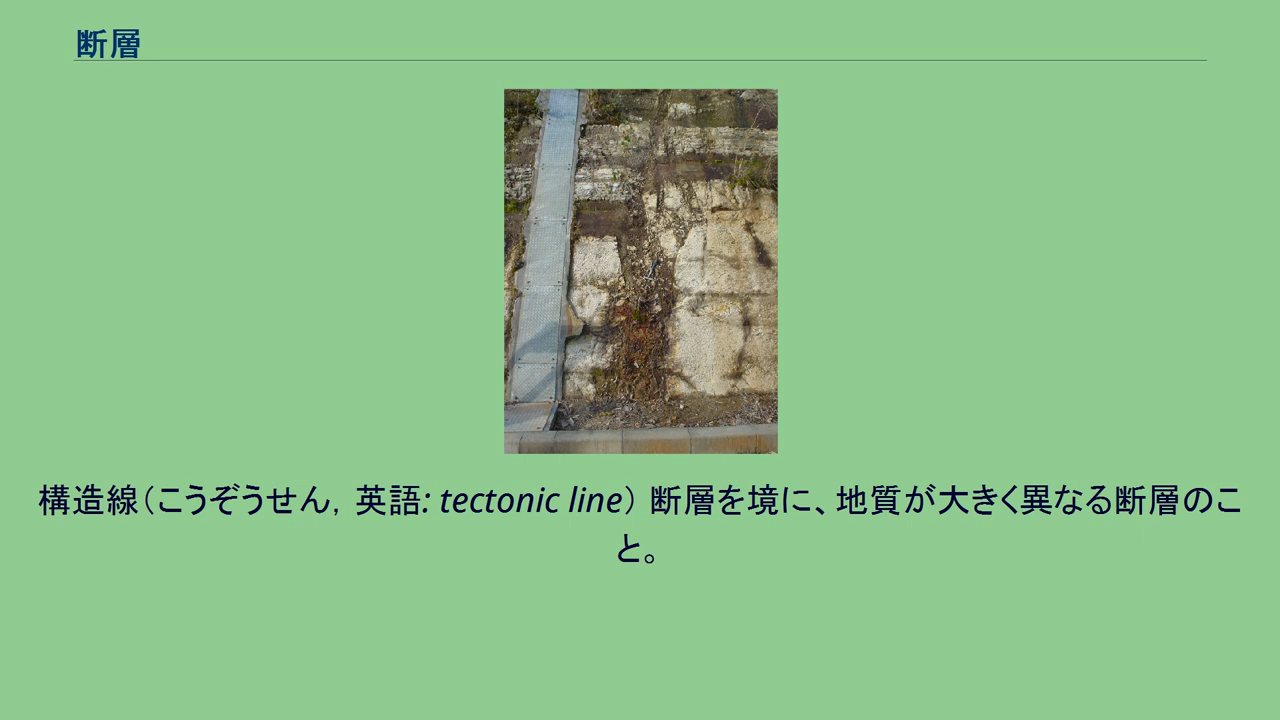 断層
構造線（こうぞうせん, 英語: tectonic line） 断層を境に、地質が大きく異なる断層のこ
と。